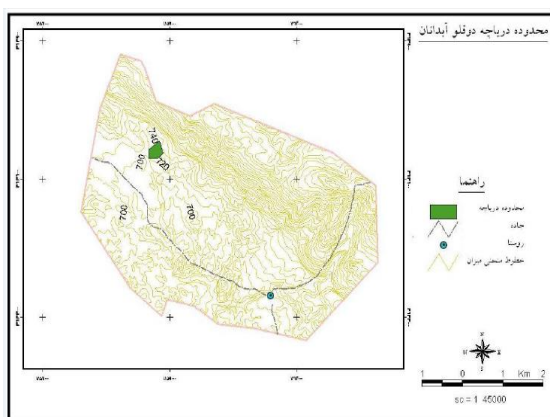 محدوده دریاچه دوقلو آبدانان
740
700
720
700
700
راهنما
محدوده دریاچه
جاده
روستا
خطوط منحنی میزان
1 0 1 2
Km
sc = 1 45000